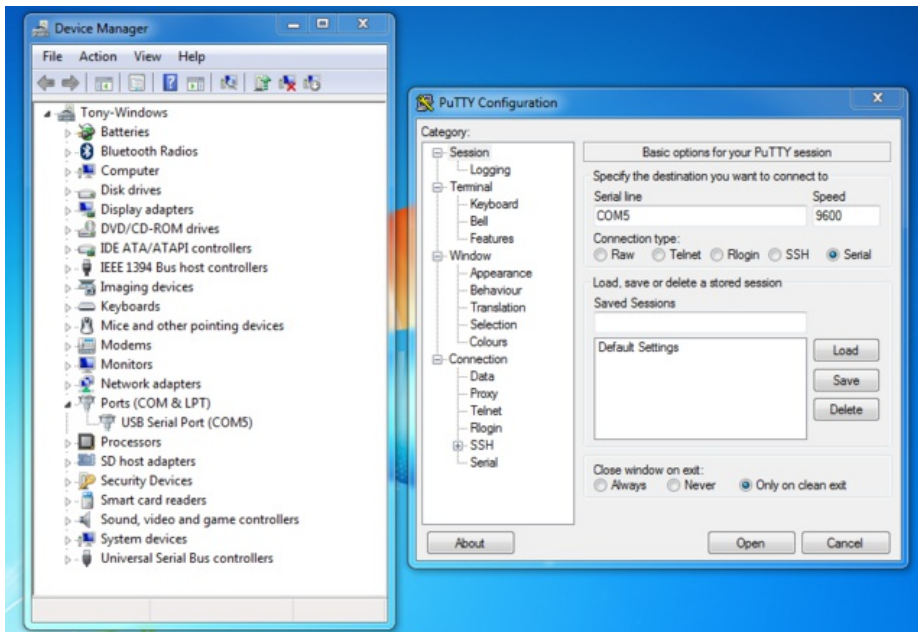 Device Manager
File Action View Help
Tony-Windows
Batteries
Bluetooth Radios
Computer
Disk drives
Display adapters
DVD/CD-ROM drives
IDE ATA/ATAPI controllers
IEEE 1394 Bus host controllers
Imaging devices
Keyboards
Mice and other pointing devices
Modems
Monitors
Network adapters
Ports (COM & LPT)
USB Serial Port (COM5)
Processors
SD host adapters
Security Devices
Smart card readers
Sound, video and game controllers
System devices
Universal Serial Bus controllers
PuTTY Configuration
Category:
Session
Logging
Terminal
Keyboard
Bell
Features
Window
Appearance
Behaviour
Translation
Selection
Colours
Connection
Data
Proxy
Telnet
Rlogin
SSH
Serial
Basic options for your PuTTY session
Specify the destination you want to connect to
Serial line Speed
COM5 9600
Connection type:
Raw Telnet Rlogin SSH Serial
Load, save or delete a stored session
Saved Sessions
Default Settings
Load
Save
Delete
Close window on exit:
Always Never Only on clean exit
About Open Cancel